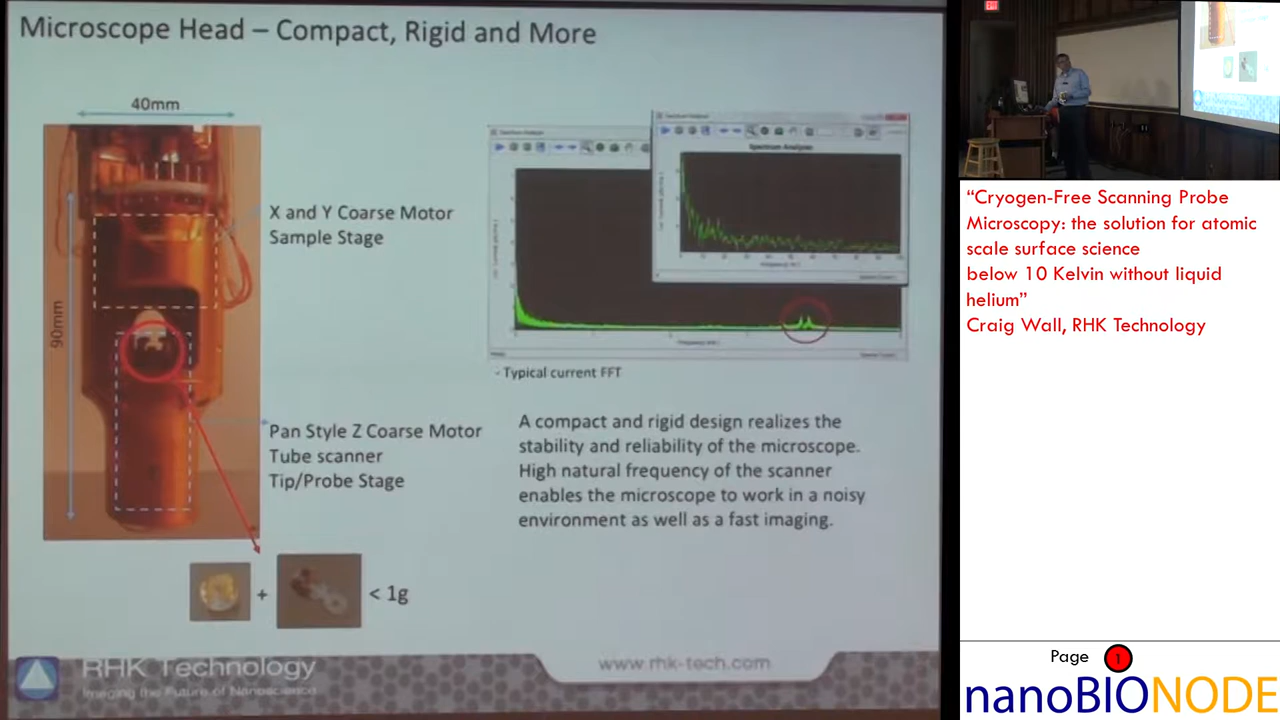 Microscope Head – Compact, Rigid and More
40mm
90mm
X and Y Coarse Motor
Sample Stage
Pan Style Z Coarse Motor
Tube scanner
Tip/Probe Stage
+
< 1g
Spectrum Analyzer
- Typical current FFT
A compact and rigid design realizes the
stability and reliability of the microscope.
High natural frequency of the scanner
enables the microscope to work in a noisy
environment as well as a fast imaging.
RHK Technology
Imaging the Future of Nanoscience
www.rhk-tech.com
“Cryogen-Free Scanning Probe
Microscopy: the solution for atomic
scale surface science
below 10 Kelvin without liquid
helium”
Craig Wall, RHK Technology
Page 1
nanoBIONODE